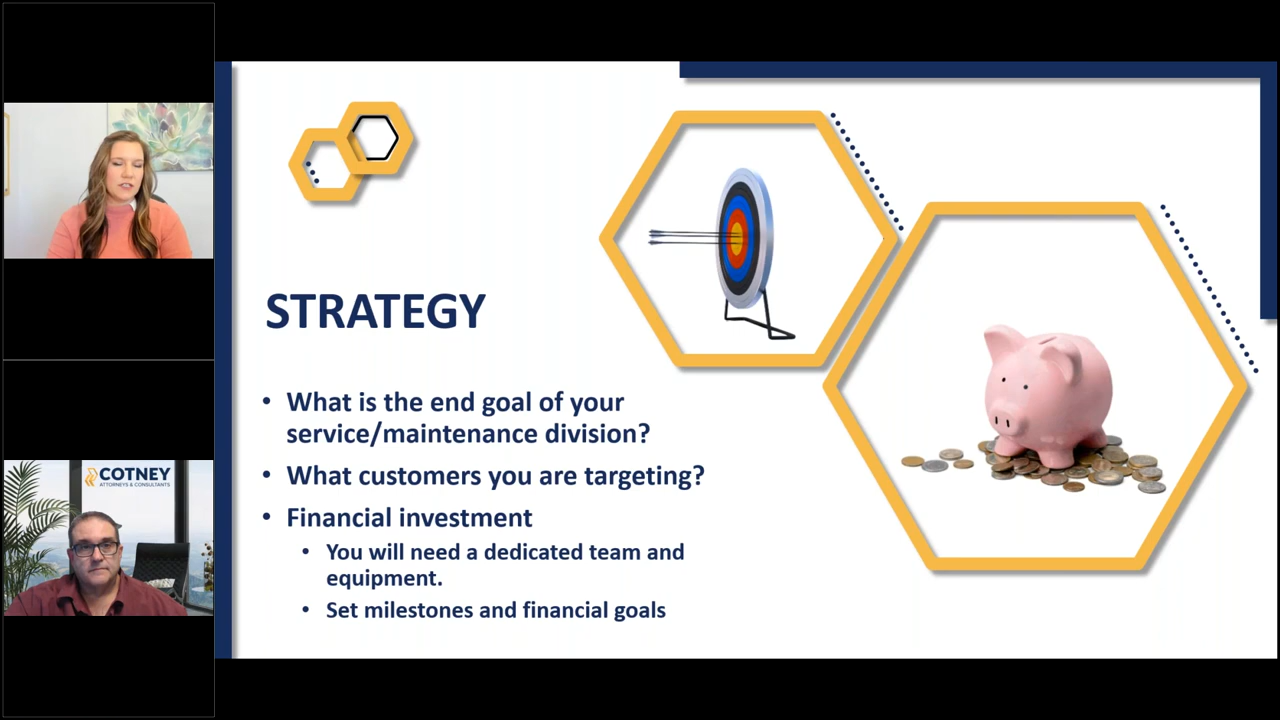 COTNEY
ATTORNEYS & CONSULTANTS
STRATEGY
• What is the end goal of your
service/maintenance division?
• What customers you are targeting?
• Financial investment
• You will need a dedicated team and
equipment.
• Set milestones and financial goals